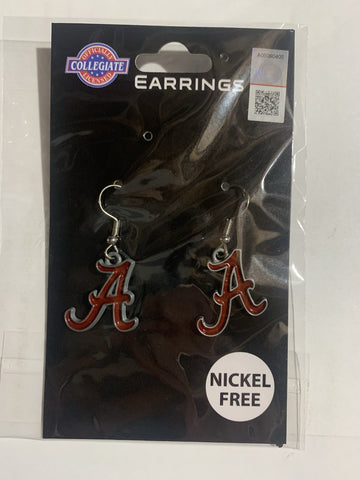 OFFICIALLY
COLLEGIATE
LICENSED
EARRINGS
A
A
NICKEL
FREE